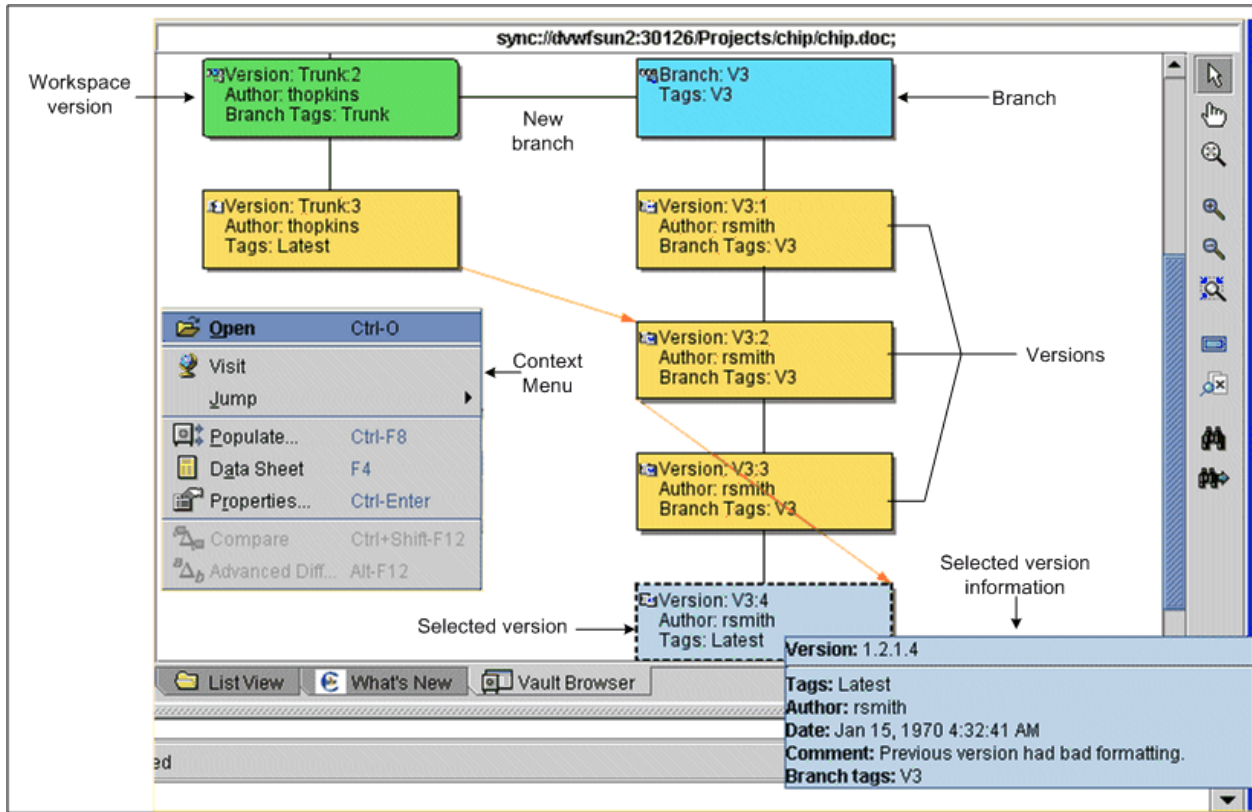 sync://dvwfsun2:30126/Projects/chip/chip.doc;
Workspace
version
Version: Trunk:2
Author: thopkins
Branch Tags: Trunk
New
branch
Branch: V3
Tags: V3
Branch
Version: Trunk:3
Author: thopkins
Tags: Latest
Version: V3:1
Author: rsmith
Branch Tags: V3
Version: V3:2
Author: rsmith
Branch Tags: V3
Versions
Version: V3:3
Author: rsmith
Branch Tags: V3
Open Ctrl-O
Visit
Jump
Populate... Ctrl-F8
Data Sheet F4
Properties... Ctrl-Enter
Compare Ctrl+Shift-F12
Advanced Diff... Alt-F12
Context
Menu
Selected version
Version: V3:4
Author: rsmith
Tags: Latest
Selected version
information
Version: 1.2.1.4
Tags: Latest
Author: rsmith
Date: Jan 15, 1970 4:32:41 AM
Comment: Previous version had bad formatting.
Branch tags: V3
List View What's New Vault Browser
ed